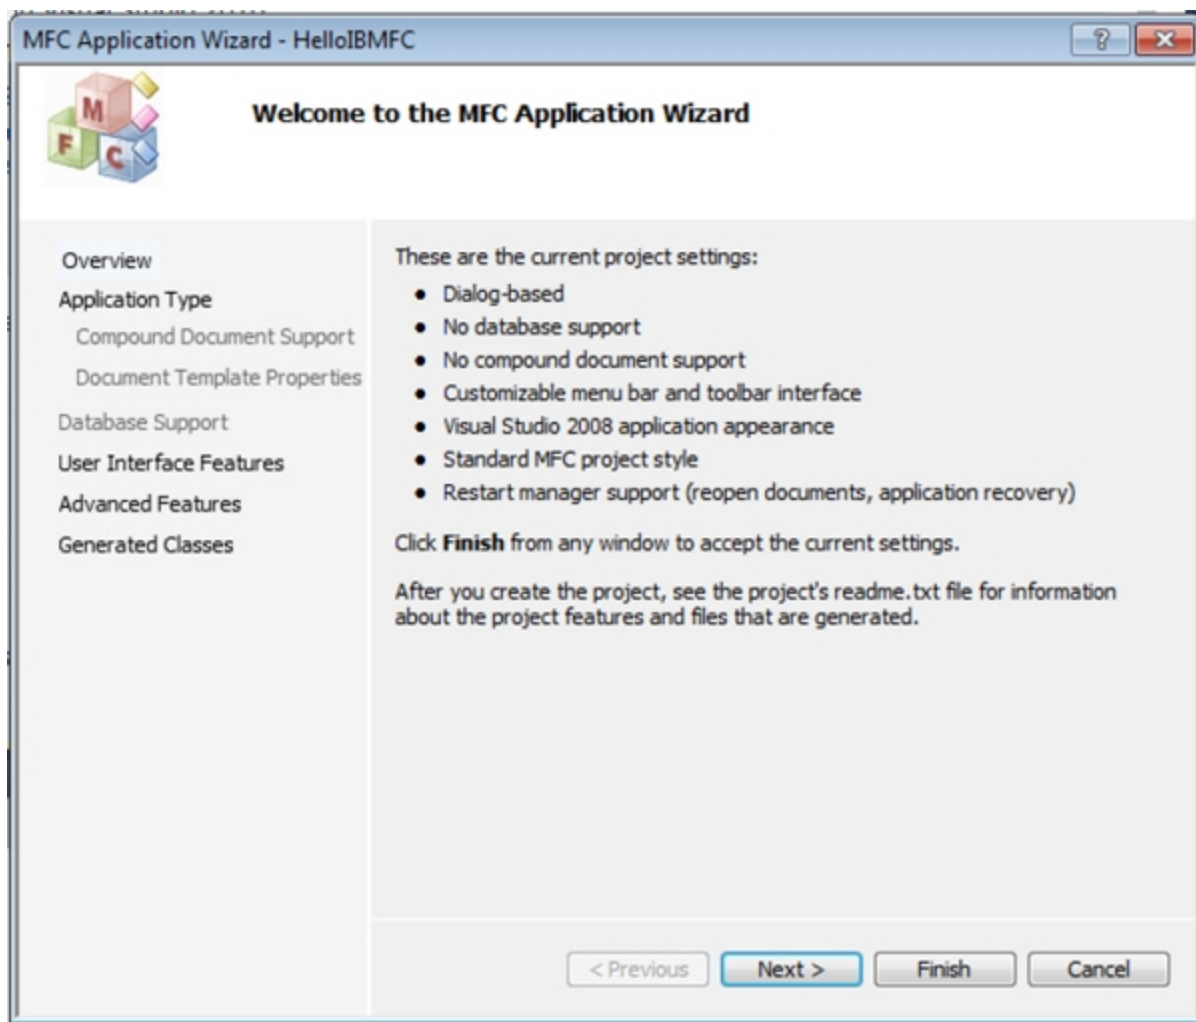 MFC Application Wizard - HelloIBMFC
?
M
F
C
Welcome to the MFC Application Wizard
Overview
Application Type
Compound Document Support
Document Template Properties
Database Support
User Interface Features
Advanced Features
Generated Classes
These are the current project settings:
• Dialog-based
• No database support
• No compound document support
• Customizable menu bar and toolbar interface
• Visual Studio 2008 application appearance
• Standard MFC project style
• Restart manager support (reopen documents, application recovery)
Click Finish from any window to accept the current settings.
After you create the project, see the project's readme.txt file for information
about the project features and files that are generated.
< Previous
Next >
Finish
Cancel